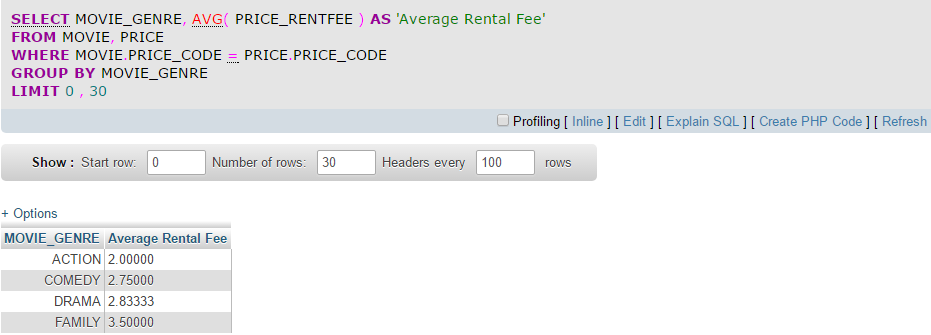 SELECT MOVIE_GENRE, AVG( PRICE_RENTFEE ) AS 'Average Rental Fee'
FROM MOVIE, PRICE
WHERE MOVIE.PRICE_CODE = PRICE.PRICE_CODE
GROUP BY MOVIE_GENRE
LIMIT 0 , 30
Profiling [ Inline ] [ Edit ] [ Explain SQL ] [ Create PHP Code ] [ Refresh
Show : Start row: 0 Number of rows: 30 Headers every 100 rows
+ Options
MOVIE_GENRE Average Rental Fee
ACTION 2.00000
COMEDY 2.75000
DRAMA 2.83333
FAMILY 3.50000